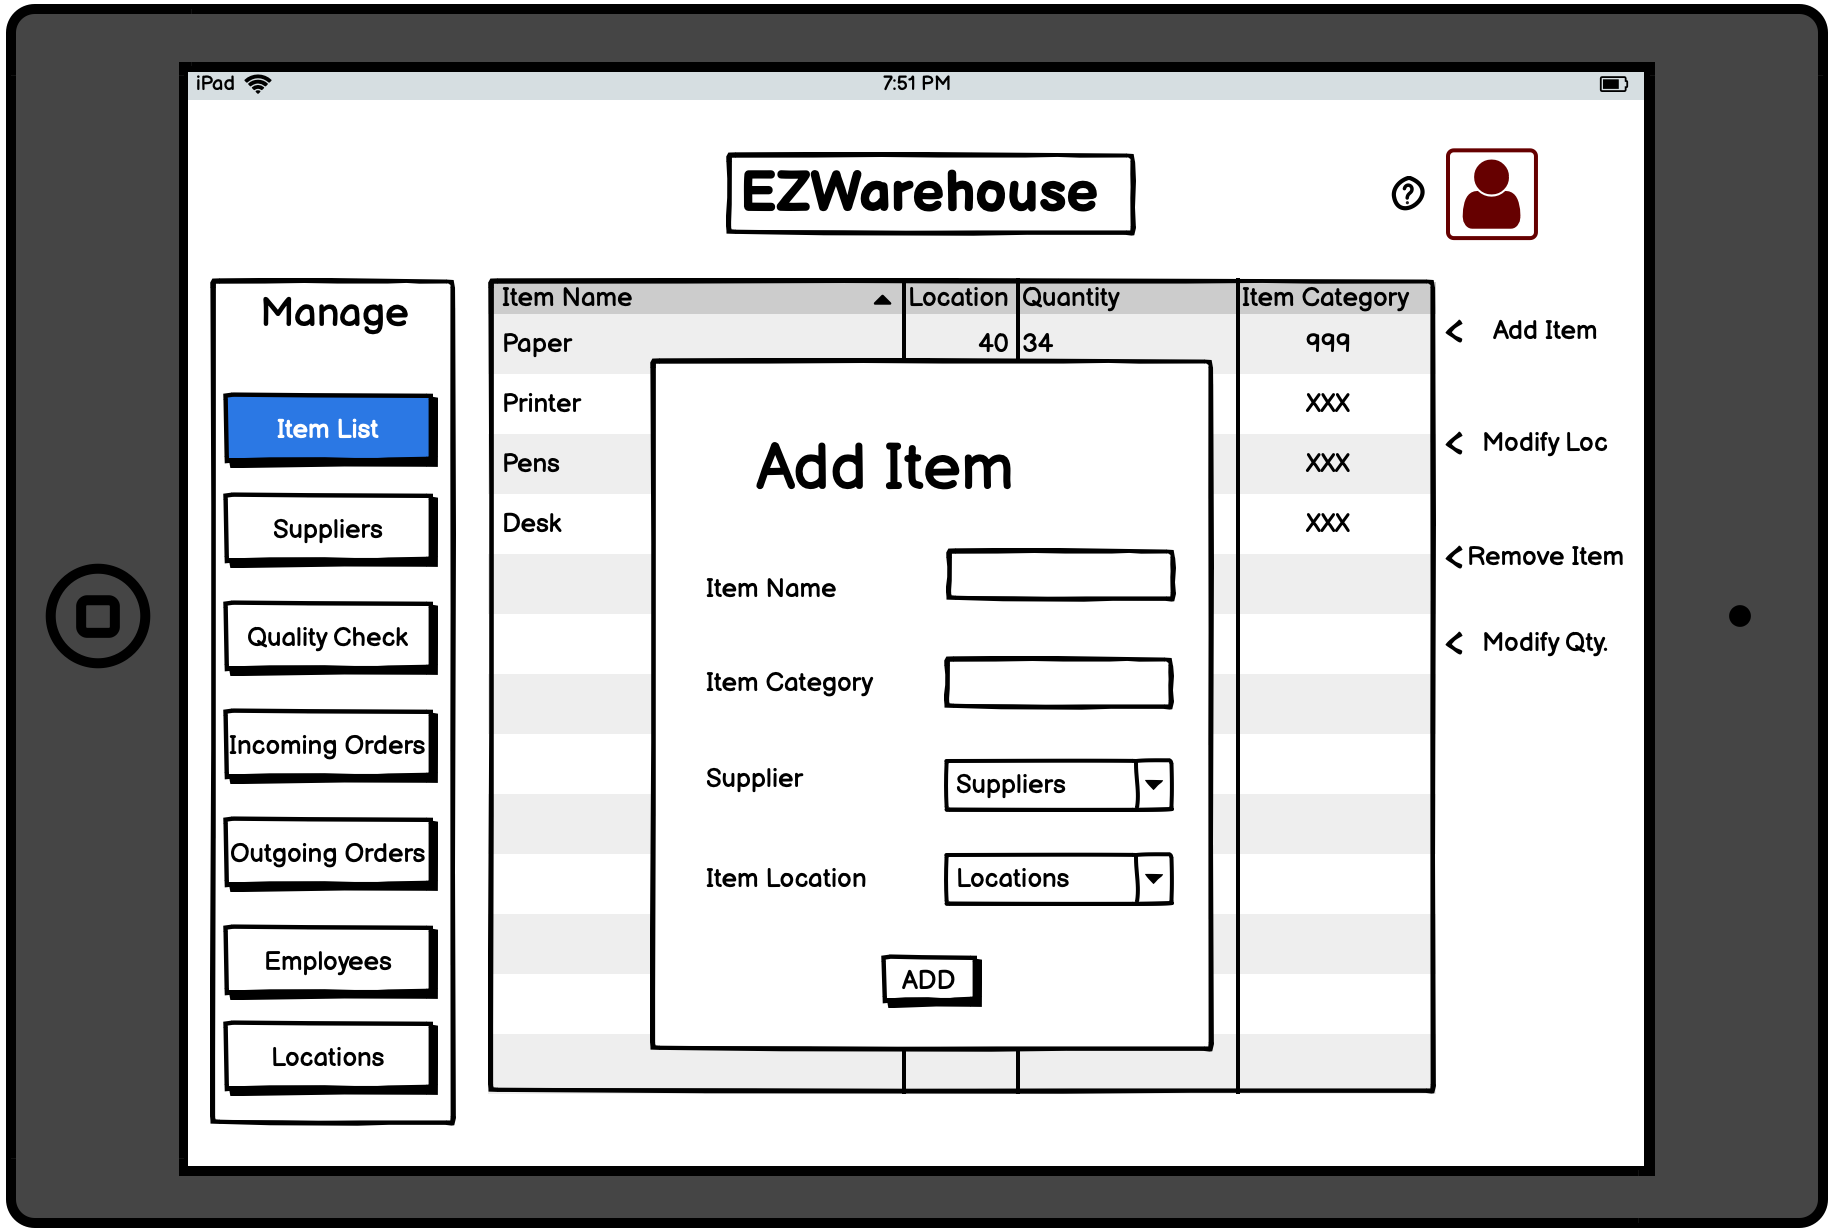 iPad
7:51 PM
EZWarehouse
?
Manage
Item List
Suppliers
Quality Check
Incoming Orders
Outgoing Orders
Employees
Locations
Item Name Location Quantity Item Category
Paper 40 34 999
Printer XXX
Pens XXX
Desk XXX
Add Item
Item Name
Item Category
Supplier Suppliers
Item Location Locations
ADD
< Add Item
< Modify Loc
< Remove Item
< Modify Qty.